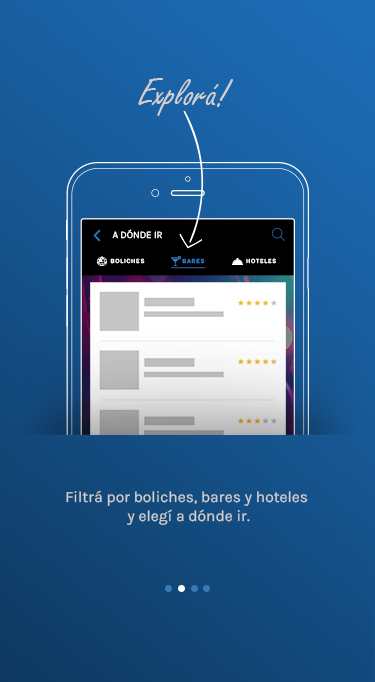 Explorá!
A DÓNDE IR
BOLICHES BARES HOTELES
Filtrá por boliches, bares y hoteles
y elegí a dónde ir.